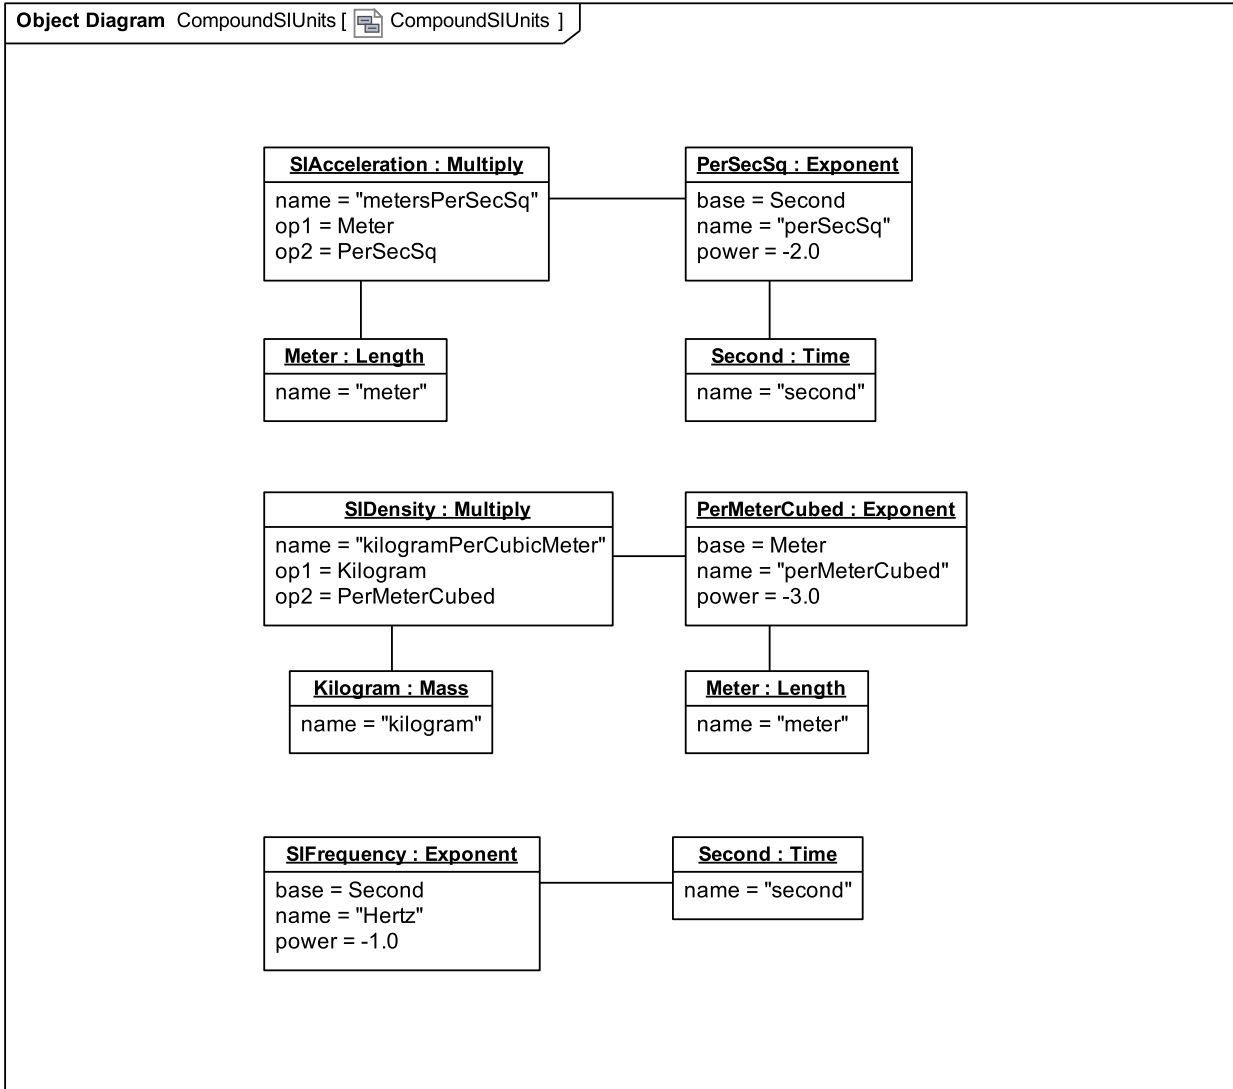 Object Diagram CompoundSIUnits [ CompoundSIUnits ]
SIAcceleration : Multiply
name = "metersPerSecSq"
op1 = Meter
op2 = PerSecSq
PerSecSq : Exponent
base = Second
name = "perSecSq"
power = -2.0
Meter : Length
name = "meter"
Second : Time
name = "second"
SIDensity : Multiply
name = "kilogramPerCubicMeter"
op1 = Kilogram
op2 = PerMeterCubed
PerMeterCubed : Exponent
base = Meter
name = "perMeterCubed"
power = -3.0
Kilogram : Mass
name = "kilogram"
Meter : Length
name = "meter"
SIFrequency : Exponent
base = Second
name = "Hertz"
power = -1.0
Second : Time
name = "second"